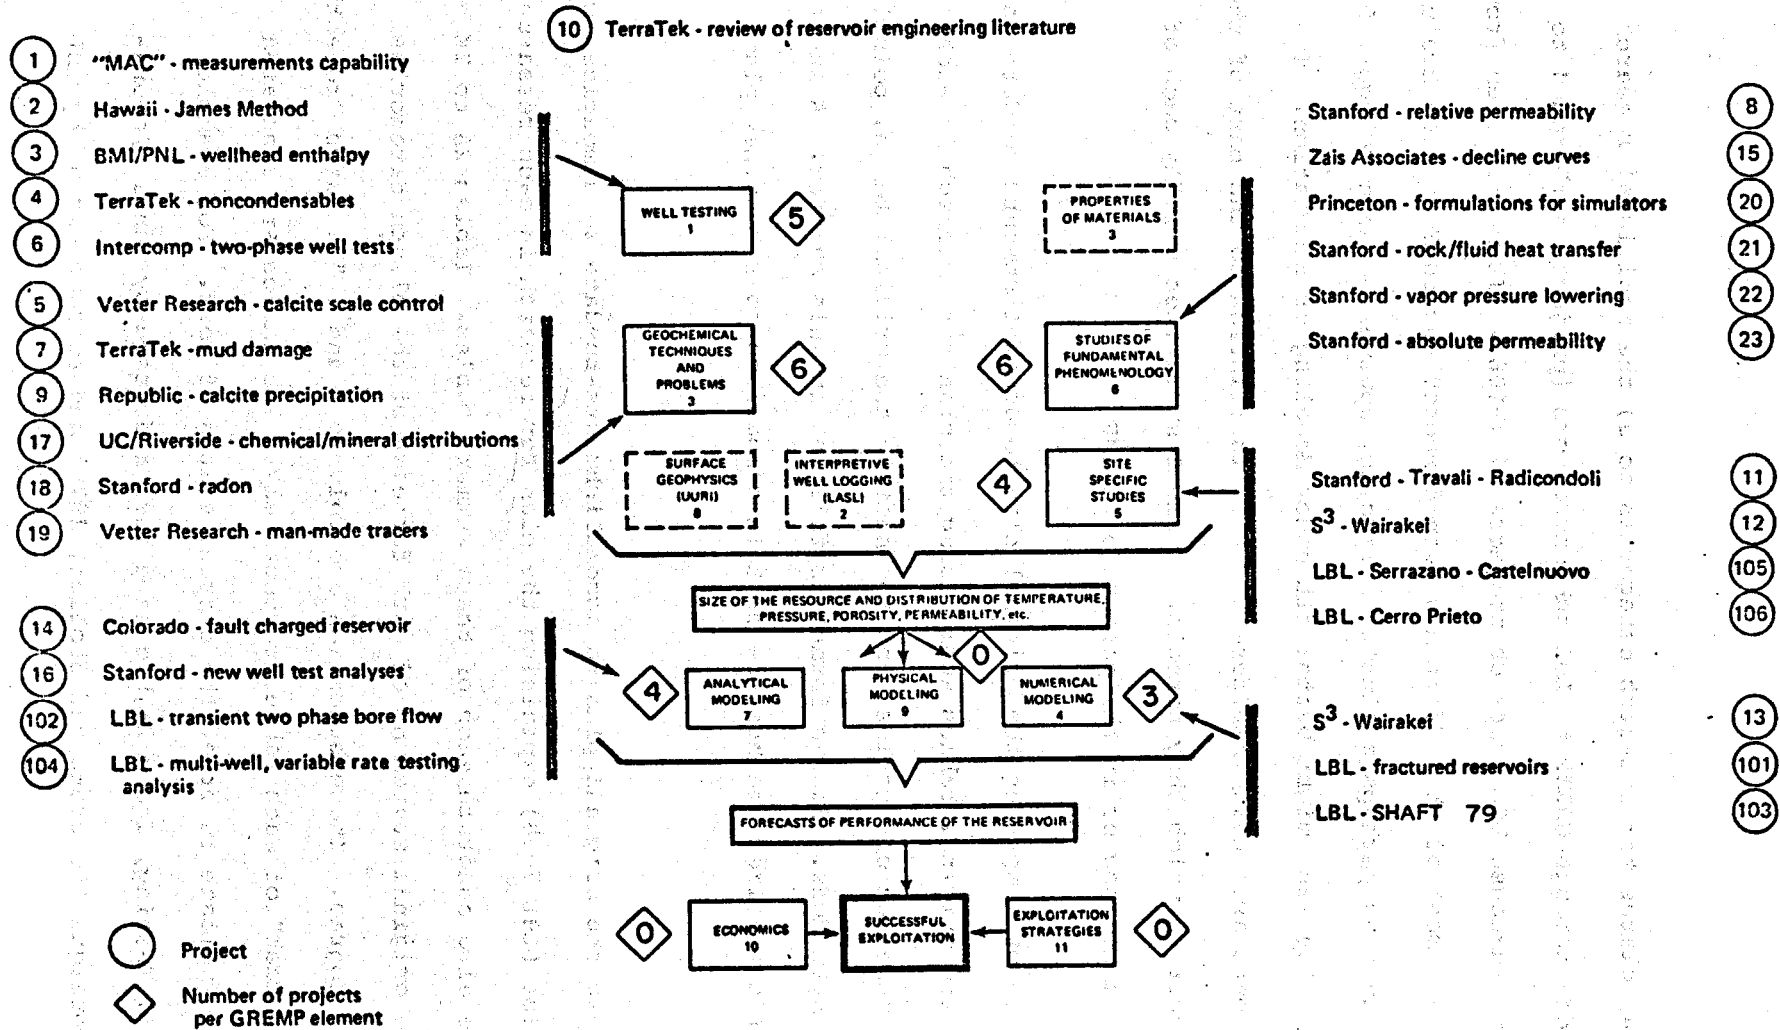 10 TerraTek - review of reservoir engineering literature
1 "MAC" - measurements capability
2 Hawaii - James Method
3 BMI/PNL - wellhead enthalpy
4 TerraTek - noncondensables
6 Intercomp - two-phase well tests
5 Vetter Research - calcite scale control
7 TerraTek - mud damage
9 Republic - calcite precipitation
17 UC/Riverside - chemical/mineral distributions
18 Stanford - radon
19 Vetter Research - man-made tracers
14 Colorado - fault charged reservoir
16 Stanford - new well test analyses
102 LBL - transient two phase bore flow
104 LBL - multi-well, variable rate testing
analysis
WELL TESTING
1
5
PROPERTIES
OF MATERIALS
3
GEOCHEMICAL
TECHNIQUES
AND
PROBLEMS
3
6
6
STUDIES OF
FUNDAMENTAL
PHENOMENOLOGY
6
SURFACE
GEOPHYSICS
(UURI)
8
INTERPRETIVE
WELL LOGGING
(LASL)
2
4
SITE
SPECIFIC
STUDIES
5
SIZE OF THE RESOURCE AND DISTRIBUTION OF TEMPERATURE,
PRESSURE, POROSITY, PERMEABILITY, etc.
4
ANALYTICAL
MODELING
7
PHYSICAL
MODELING
9
0
NUMERICAL
MODELING
4
3
FORECASTS OF PERFORMANCE OF THE RESERVOIR
0
ECONOMICS
10
SUCCESSFUL
EXPLOITATION
EXPLOITATION
STRATEGIES
11
0
Stanford - relative permeability 8
Zais Associates - decline curves 15
Princeton - formulations for simulators 20
Stanford - rock/fluid heat transfer 21
Stanford - vapor pressure lowering 22
Stanford - absolute permeability 23
Stanford - Travali - Radicondoli 11
S3 - Wairakei 12
LBL - Serrazano - Castelnuovo 105
LBL - Cerro Prieto 106
S3 - Wairakei 13
LBL - fractured reservoirs 101
LBL - SHAFT 79 103
Project
Number of projects
per GREMP element